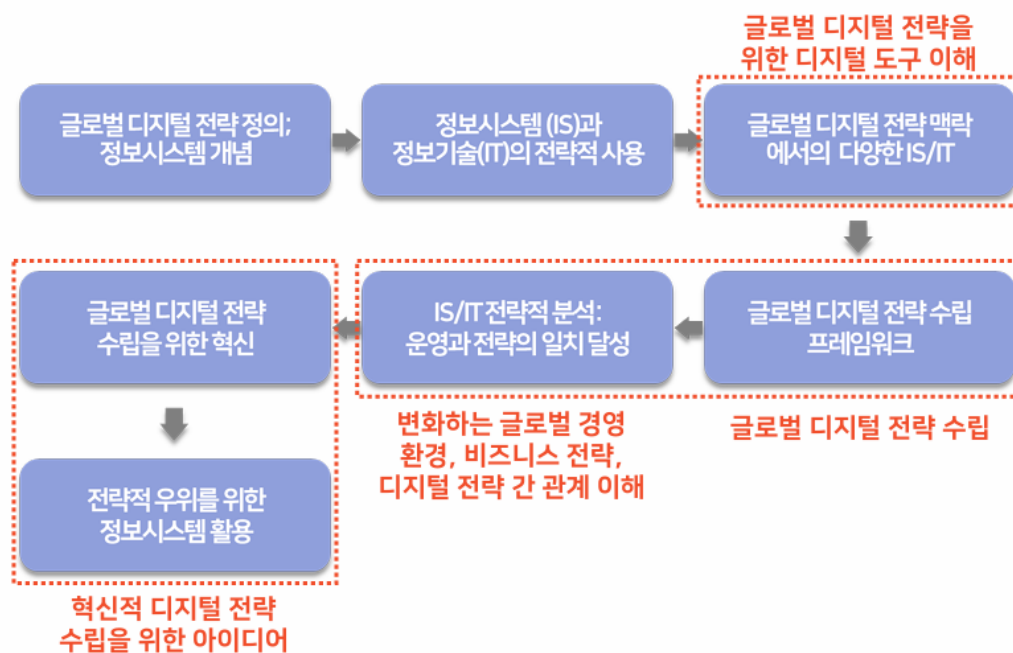 글로벌 디지털 전략을
위한 디지털 도구 이해
글로벌 디지털 전략 정의;
정보시스템 개념
정보시스템 (IS)과
정보기술(IT)의 전략적 사용
글로벌 디지털 전략 맥락
에서의 다양한 IS/IT
글로벌 디지털 전략
수립을 위한 혁신
IS/IT 전략적 분석:
운영과 전략의 일치 달성
글로벌 디지털 전략 수립
프레임워크
변화하는 글로벌 경영
환경, 비즈니스 전략,
디지털 전략 간 관계 이해
글로벌 디지털 전략 수립
전략적 우위를 위한
정보시스템 활용
혁신적 디지털 전략
수립을 위한 아이디어